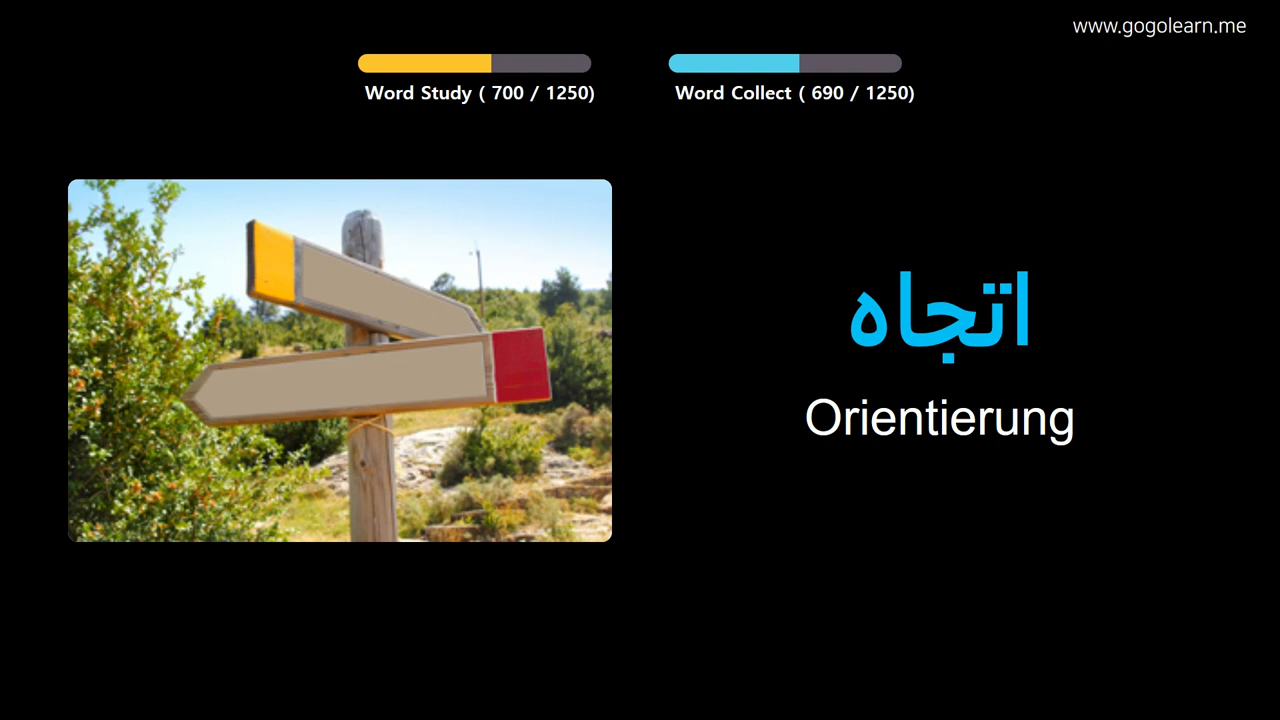 www.gogolearn.me
Word Study ( 700 / 1250)
Word Collect ( 690 / 1250)
اتجاه
Orientierung